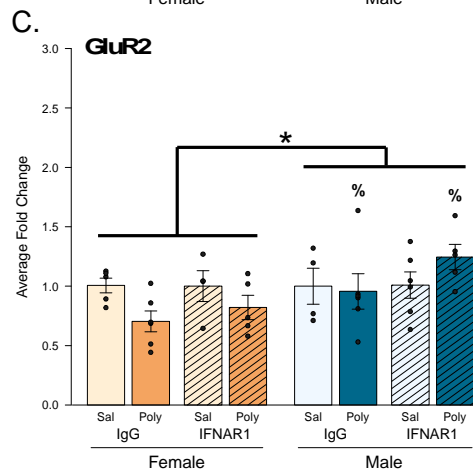 Female Male
C.
GluR2
3.0
2.5
2.0
1.5
1.0
0.5
0.0
Average Fold Change
*
% %
Sal Poly Sal Poly Sal Poly Sal Poly
IgG IFNAR1 IgG IFNAR1
Female Male